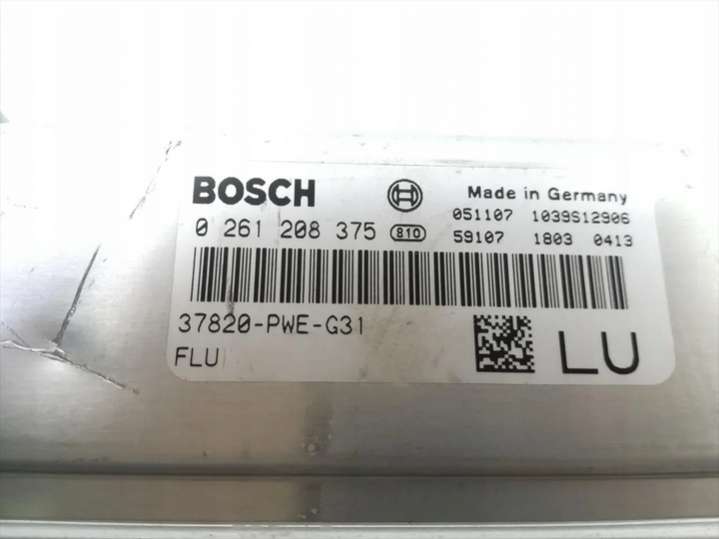 BOSCH
Made in Germany
0 261 208 375 810
051107 1039S12906
59107 1803 0413
37820-PWE-G31
FLU
LU